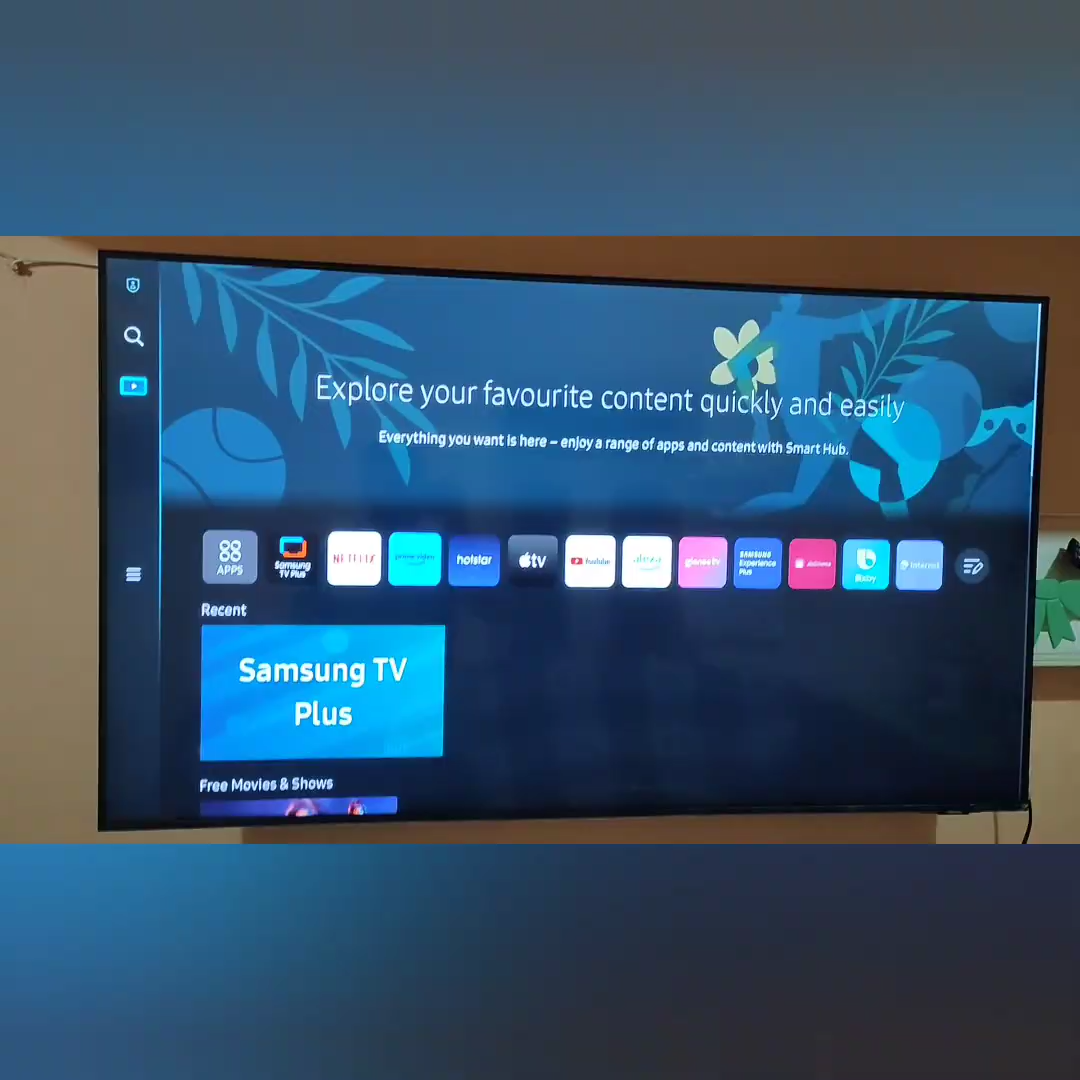 Explore your favourite content quickly and easily
Everything you want is here – enjoy a range of apps and content with Smart Hub.
APPS
Samsung
TV Plus
NETFLIX
prime video
hotstar
tv
YouTube
alexa
SAMSUNG
Experience
Plus
Bixby
Internet
Recent
Samsung TV
Plus
Free Movies & Shows